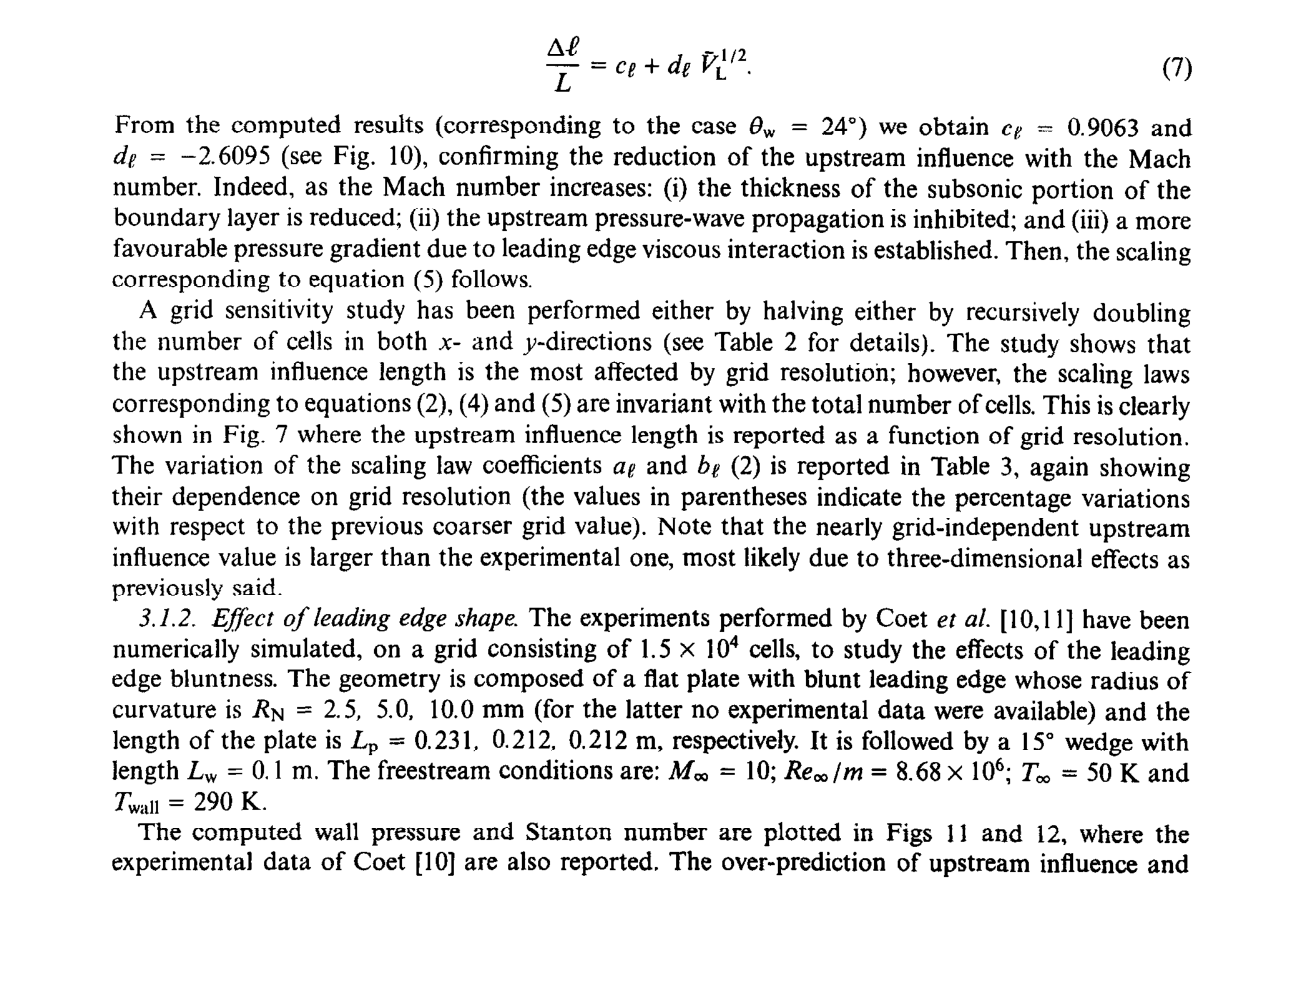 Δℓ/L = cℓ + dℓ V̄L^1/2. (7)
From the computed results (corresponding to the case θw = 24°) we obtain cℓ = 0.9063 and
dℓ = −2.6095 (see Fig. 10), confirming the reduction of the upstream influence with the Mach
number. Indeed, as the Mach number increases: (i) the thickness of the subsonic portion of the
boundary layer is reduced; (ii) the upstream pressure-wave propagation is inhibited; and (iii) a more
favourable pressure gradient due to leading edge viscous interaction is established. Then, the scaling
corresponding to equation (5) follows.
A grid sensitivity study has been performed either by halving either by recursively doubling
the number of cells in both x- and y-directions (see Table 2 for details). The study shows that
the upstream influence length is the most affected by grid resolution; however, the scaling laws
corresponding to equations (2), (4) and (5) are invariant with the total number of cells. This is clearly
shown in Fig. 7 where the upstream influence length is reported as a function of grid resolution.
The variation of the scaling law coefficients aℓ and bℓ (2) is reported in Table 3, again showing
their dependence on grid resolution (the values in parentheses indicate the percentage variations
with respect to the previous coarser grid value). Note that the nearly grid-independent upstream
influence value is larger than the experimental one, most likely due to three-dimensional effects as
previously said.
3.1.2. Effect of leading edge shape. The experiments performed by Coet et al. [10,11] have been
numerically simulated, on a grid consisting of 1.5 × 10⁴ cells, to study the effects of the leading
edge bluntness. The geometry is composed of a flat plate with blunt leading edge whose radius of
curvature is RN = 2.5, 5.0, 10.0 mm (for the latter no experimental data were available) and the
length of the plate is Lp = 0.231, 0.212, 0.212 m, respectively. It is followed by a 15° wedge with
length Lw = 0.1 m. The freestream conditions are: M∞ = 10; Re∞/m = 8.68 × 10⁶; T∞ = 50 K and
Twall = 290 K.
The computed wall pressure and Stanton number are plotted in Figs 11 and 12, where the
experimental data of Coet [10] are also reported. The over-prediction of upstream influence and